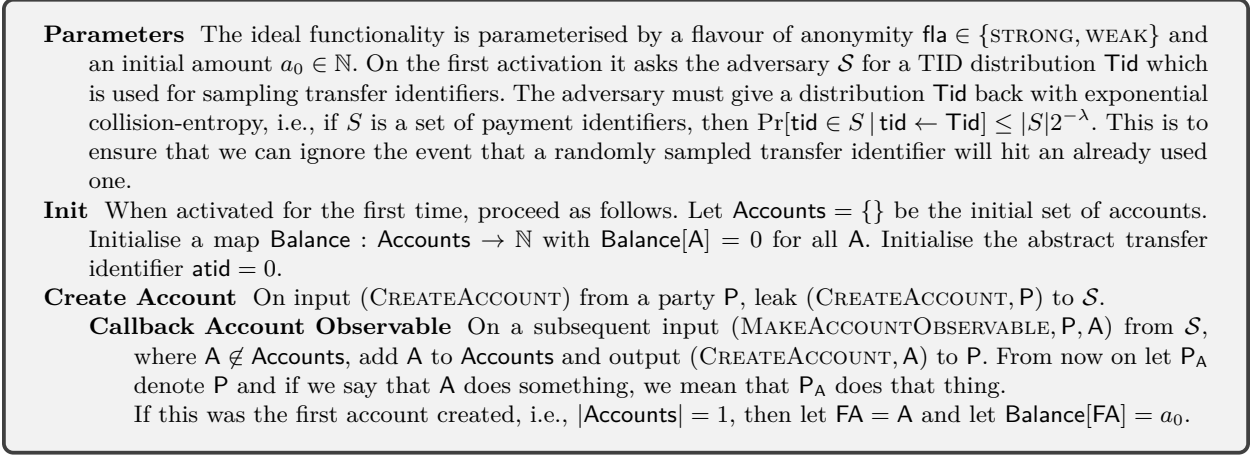 Parameters The ideal functionality is parameterised by a flavour of anonymity fla ∈ {STRONG, WEAK} and
an initial amount a₀ ∈ ℕ. On the first activation it asks the adversary 𝒮 for a TID distribution Tid which
is used for sampling transfer identifiers. The adversary must give a distribution Tid back with exponential
collision-entropy, i.e., if S is a set of payment identifiers, then Pr[tid ∈ S | tid ← Tid] ≤ |S|2^{−λ}. This is to
ensure that we can ignore the event that a randomly sampled transfer identifier will hit an already used
one.
Init When activated for the first time, proceed as follows. Let Accounts = {} be the initial set of accounts.
Initialise a map Balance : Accounts → ℕ with Balance[A] = 0 for all A. Initialise the abstract transfer
identifier atid = 0.
Create Account On input (CREATEACCOUNT) from a party P, leak (CREATEACCOUNT, P) to 𝒮.
Callback Account Observable On a subsequent input (MAKEACCOUNTOBSERVABLE, P, A) from 𝒮,
where A ∉ Accounts, add A to Accounts and output (CREATEACCOUNT, A) to P. From now on let P_A
denote P and if we say that A does something, we mean that P_A does that thing.
If this was the first account created, i.e., |Accounts| = 1, then let FA = A and let Balance[FA] = a₀.